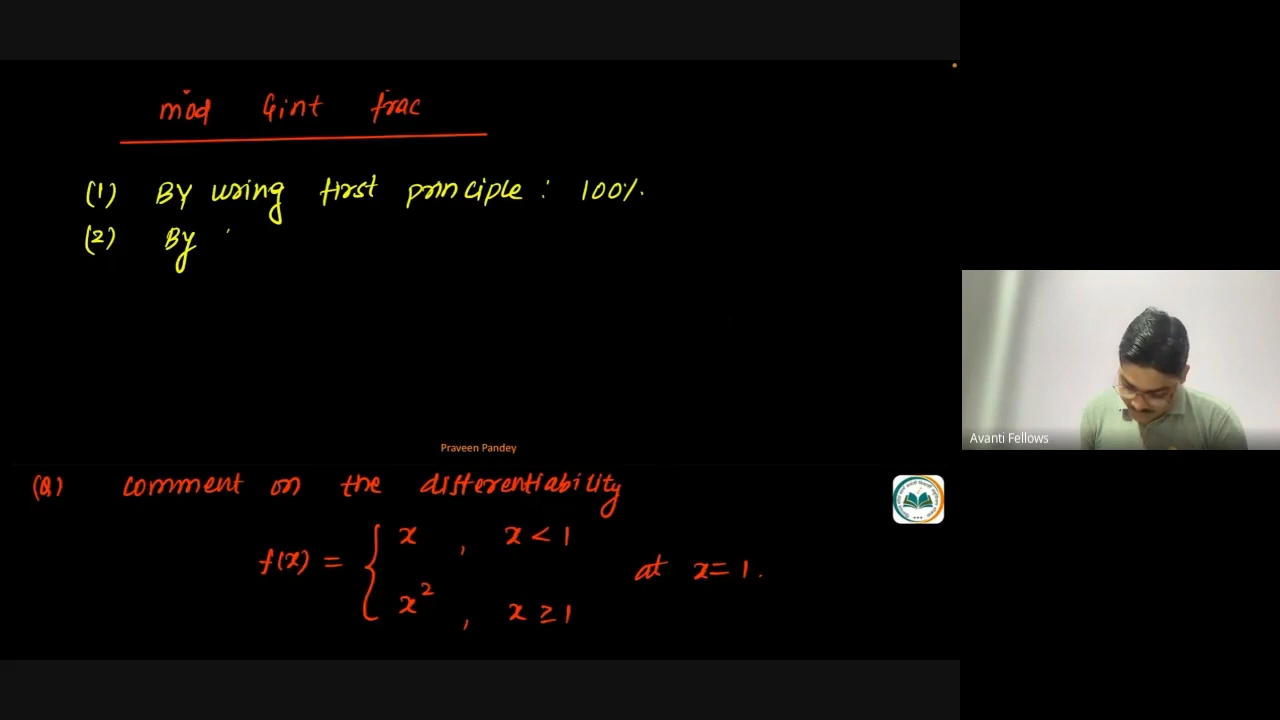 mod Gint frac
(1) By using first principle : 100%.
(2) By
Praveen Pandey
(Q) comment on the differentiability
f(x) = { x , x < 1
x² , x ≥ 1
at x = 1.
Avanti Fellows